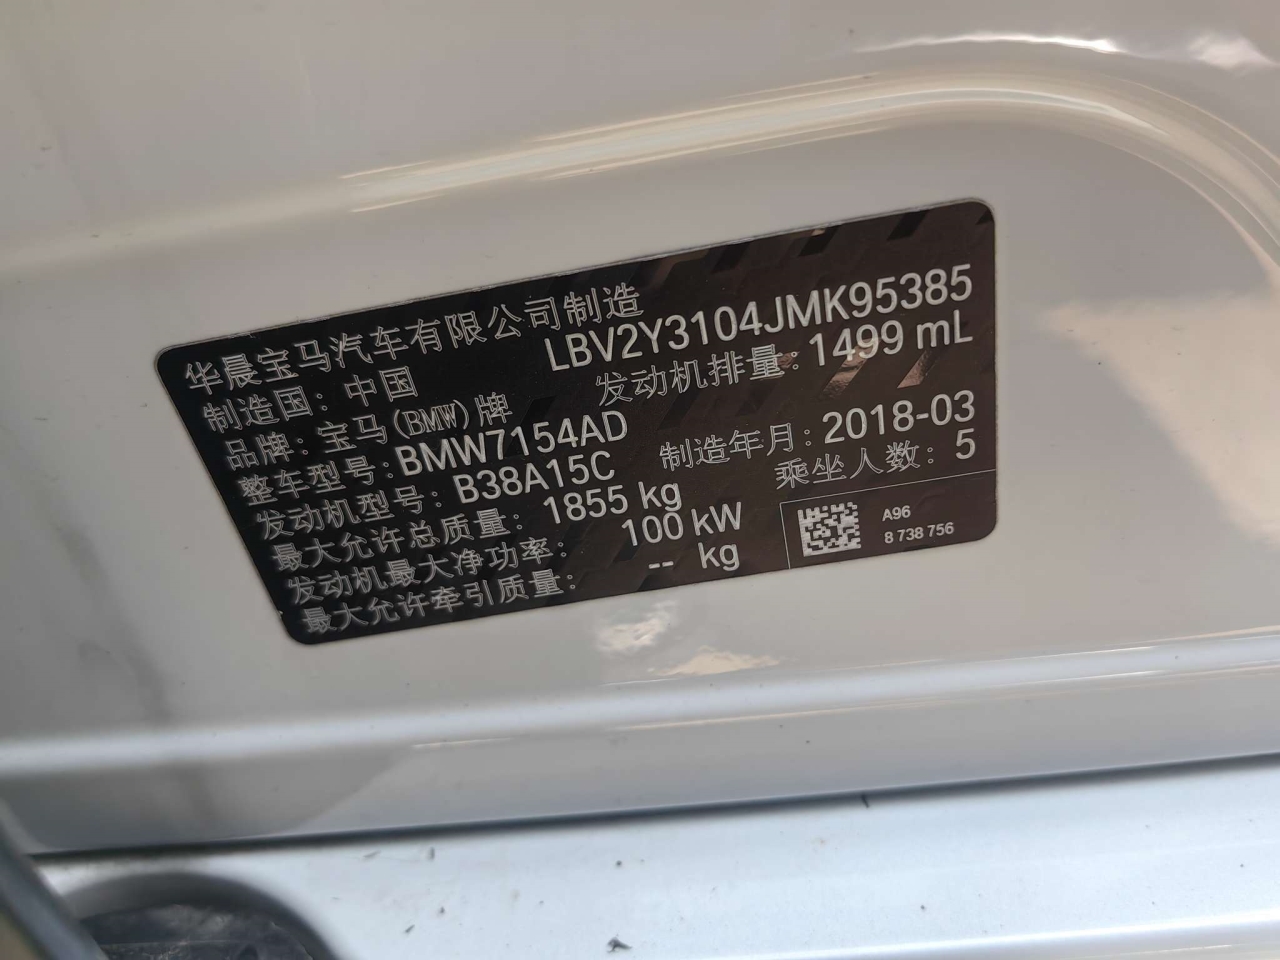 华晨宝马汽车有限公司制造
LBV2Y3104JMK95385
制造国：中国
发动机排量：1499 mL
品牌：宝马(BMW)牌
整车型号：BMW7154AD
制造年月：2018-03
发动机型号：B38A15C
乘坐人数：5
最大允许总质量：1855 kg
发动机最大净功率：100 kW
最大允许牵引质量：-- kg
A96
8 738 756